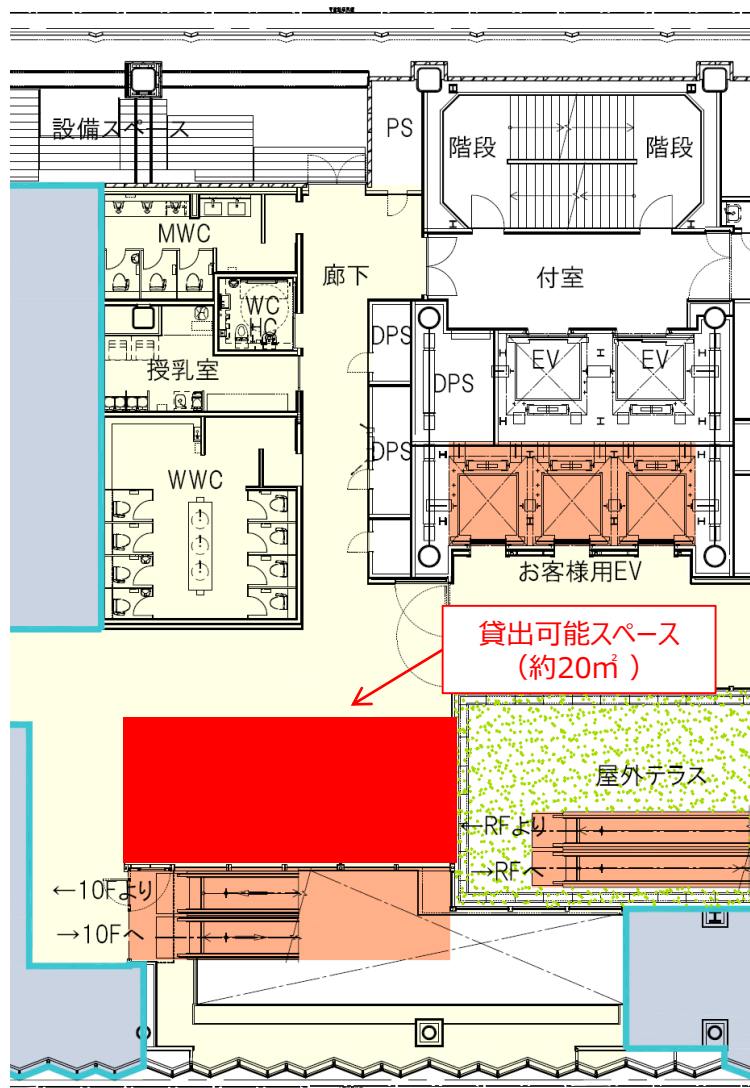 設備スペース
PS
階段
階段
MWC
廊下
付室
WC
HC
DPS
EV
EV
授乳室
DPS
DPS
WWC
お客様用EV
貸出可能スペース
（約20㎡ ）
屋外テラス
←RFより
→RFへ
←10Fより
→10Fへ